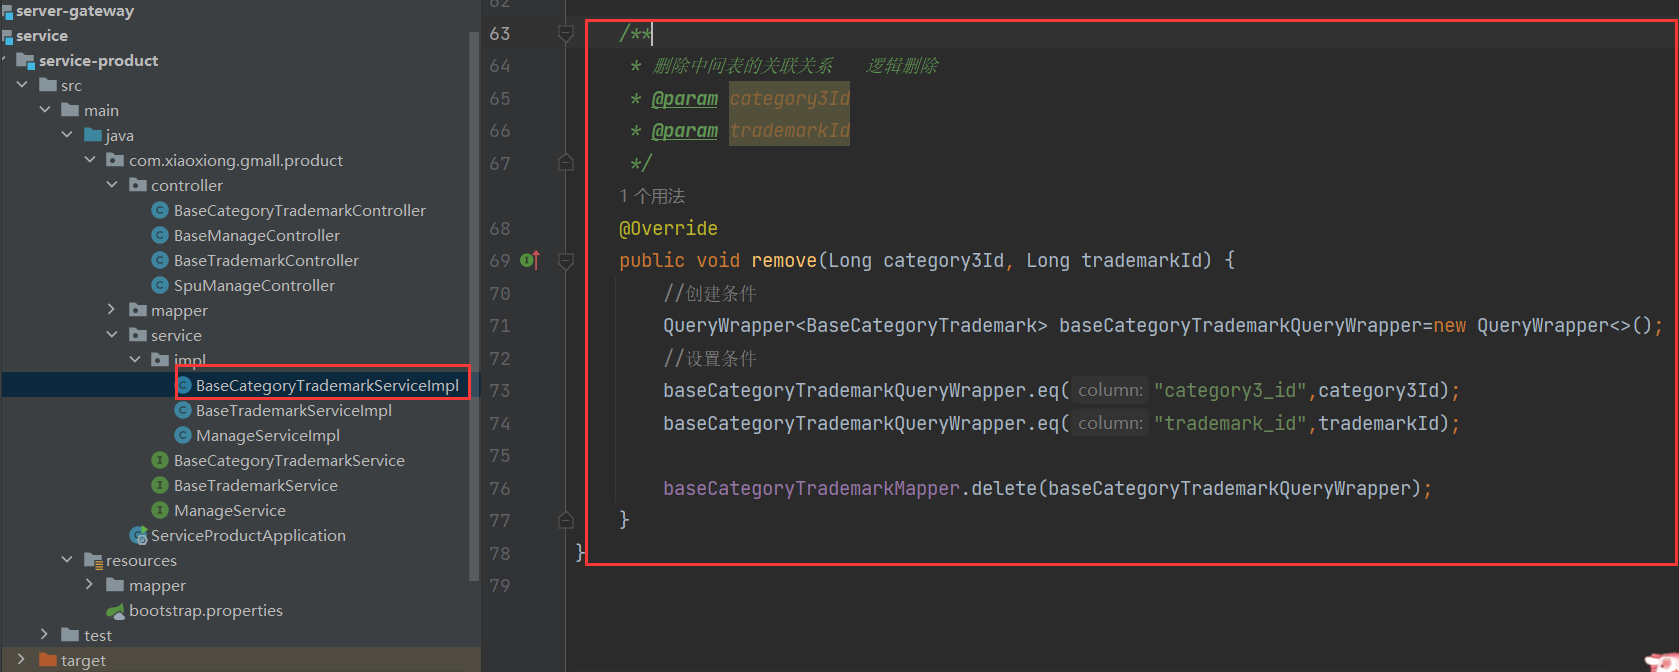 server-gateway
service
service-product
src
main
java
com.xiaoxiong.gmall.product
controller
BaseCategoryTrademarkController
BaseManageController
BaseTrademarkController
SpuManageController
mapper
service
impl
BaseCategoryTrademarkServiceImpl
BaseTrademarkServiceImpl
ManageServiceImpl
BaseCategoryTrademarkService
BaseTrademarkService
ManageService
ServiceProductApplication
resources
mapper
bootstrap.properties
test
target
62
63 /**
64 * 删除中间表的关联关系 逻辑删除
65 * @param category3Id
66 * @param trademarkId
67 */
1 个用法
68 @Override
69 public void remove(Long category3Id, Long trademarkId) {
70 //创建条件
71 QueryWrapper<BaseCategoryTrademark> baseCategoryTrademarkQueryWrapper=new QueryWrapper<>();
72 //设置条件
73 baseCategoryTrademarkQueryWrapper.eq( column: "category3_id",category3Id);
74 baseCategoryTrademarkQueryWrapper.eq( column: "trademark_id",trademarkId);
75
76 baseCategoryTrademarkMapper.delete(baseCategoryTrademarkQueryWrapper);
77 }
78 }
79